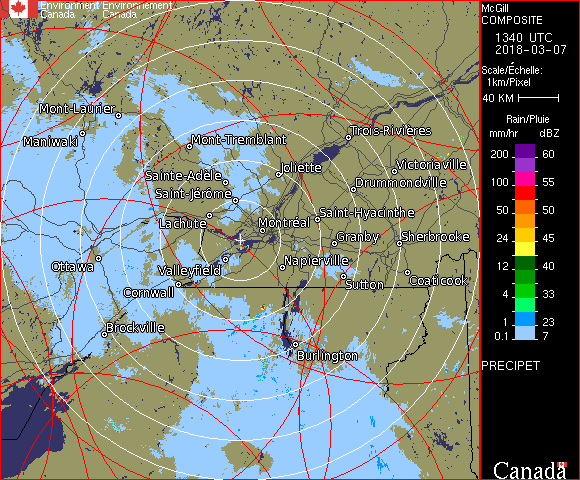 Environment Environnement
Canada Canada
McGill
COMPOSITE
1340 UTC
2018-03-07
Scale/Échelle:
1km/Pixel
40 KM
Rain/Pluie
mm/hr dBZ
200 60
100 55
50 50
24 45
12 40
4 33
1 23
0.1 7
PRECIPET
Canada
Mont-Laurier
Maniwaki
Mont-Tremblant
Trois-Rivières
Joliette
Victoriaville
Sainte-Adèle
Drummondville
Saint-Jérôme
Lachute
Saint-Hyacinthe
Montréal
Granby
Sherbrooke
Ottawa
Valleyfield
Napierville
Coaticook
Sutton
Cornwall
Brockville
Burlington